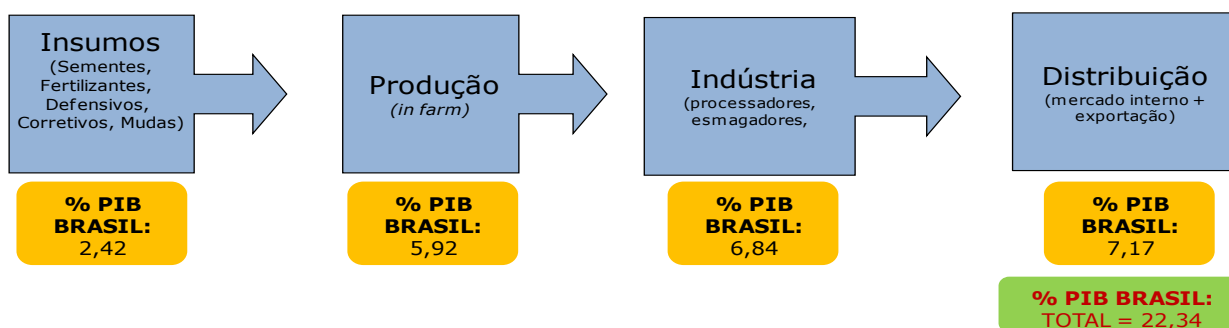 Insumos
(Sementes,
Fertilizantes,
Defensivos,
Corretivos, Mudas)
% PIB
BRASIL:
2,42
Produção
(in farm)
% PIB
BRASIL:
5,92
Indústria
(processadores,
esmagadores,
% PIB
BRASIL:
6,84
Distribuição
(mercado interno +
exportação)
% PIB
BRASIL:
7,17
% PIB BRASIL:
TOTAL = 22,34